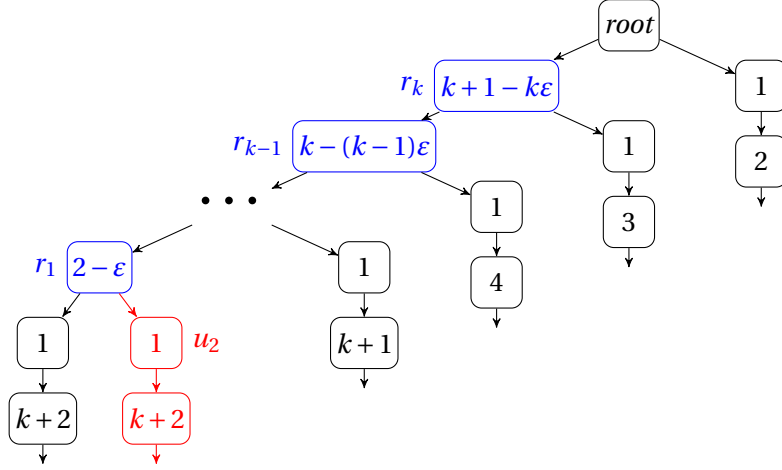 root
r_k k + 1 − kε 1
r_{k−1} k − (k − 1)ε 1 2
• • • 1 3
r_1 2 − ε 1 4
1 1 u_2 k + 1
k + 2 k + 2